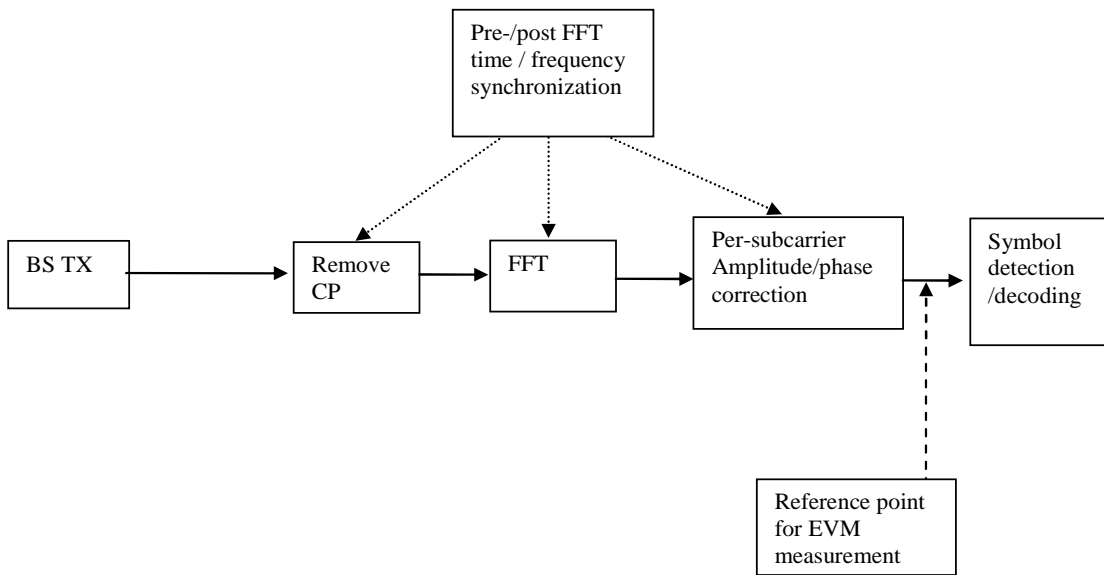 Pre-/post FFT
time / frequency
synchronization
BS TX
Remove
CP
FFT
Per-subcarrier
Amplitude/phase
correction
Symbol
detection
/decoding
Reference point
for EVM
measurement